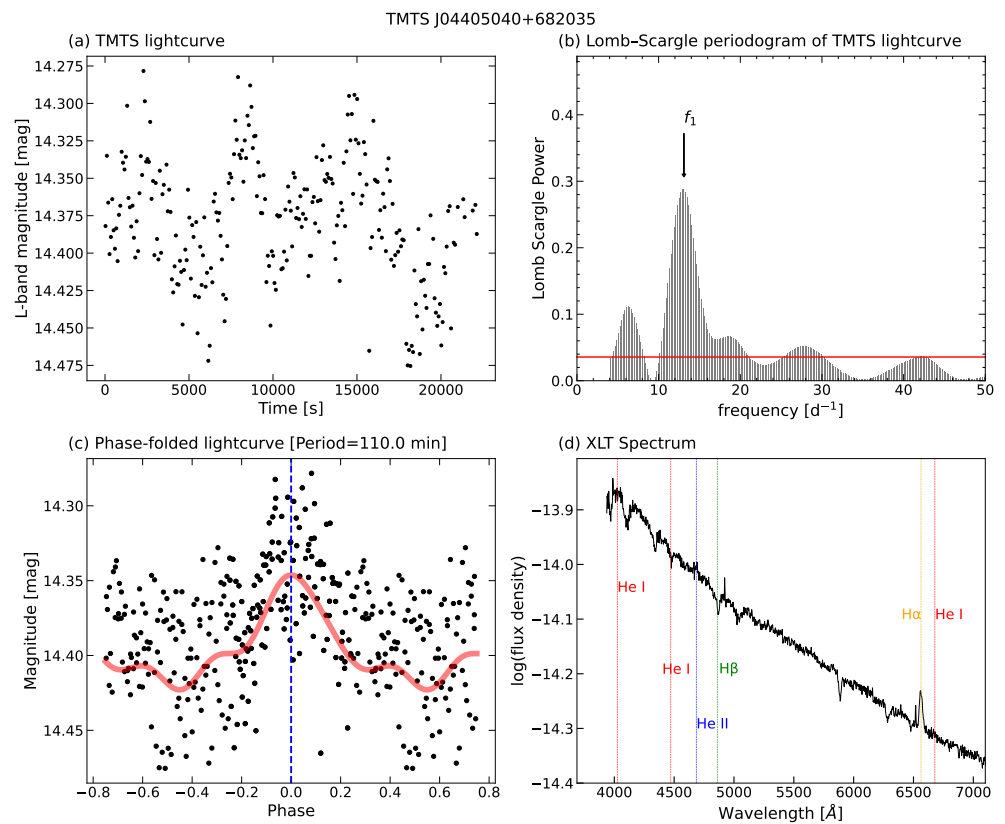 TMTS J04405040+682035
(a) TMTS lightcurve
14.275
14.300
14.325
14.350
14.375
14.400
14.425
14.450
14.475
L-band magnitude [mag]
0
5000
10000
15000
20000
Time [s]
(b) Lomb–Scargle periodogram of TMTS lightcurve
0.4
0.3
0.2
0.1
0.0
Lomb Scargle Power
f₁
0
10
20
30
40
50
frequency [d⁻¹]
(c) Phase-folded lightcurve [Period=110.0 min]
14.30
14.35
14.40
14.45
Magnitude [mag]
−0.8
−0.6
−0.4
−0.2
0.0
0.2
0.4
0.6
0.8
Phase
(d) XLT Spectrum
−13.9
−14.0
−14.1
−14.2
−14.3
−14.4
log(flux density)
He I
He I
He II
Hβ
Hα
He I
4000
4500
5000
5500
6000
6500
7000
Wavelength [Å]